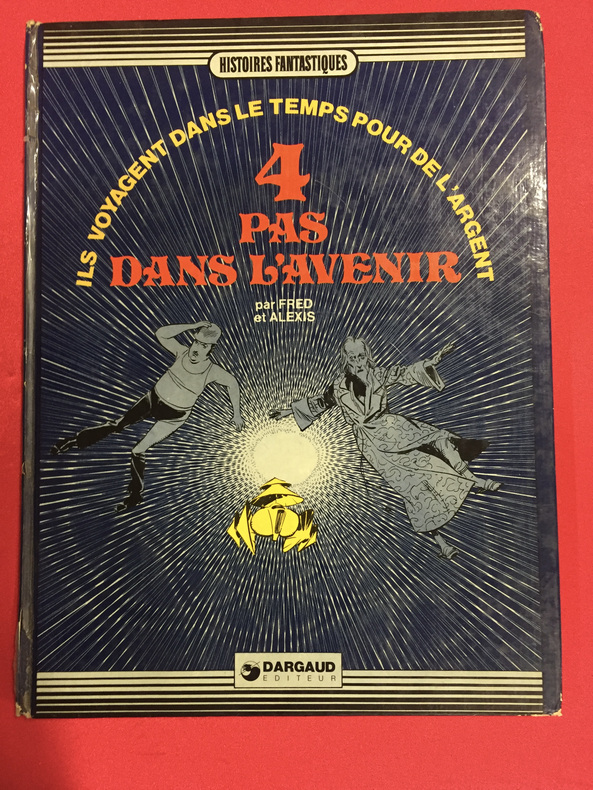 HISTOIRES FANTASTIQUES
ILS VOYAGENT DANS LE TEMPS POUR DE L'ARGENT
4
PAS
DANS L'AVENIR
par FRED
et ALEXIS
DARGAUD
EDITEUR